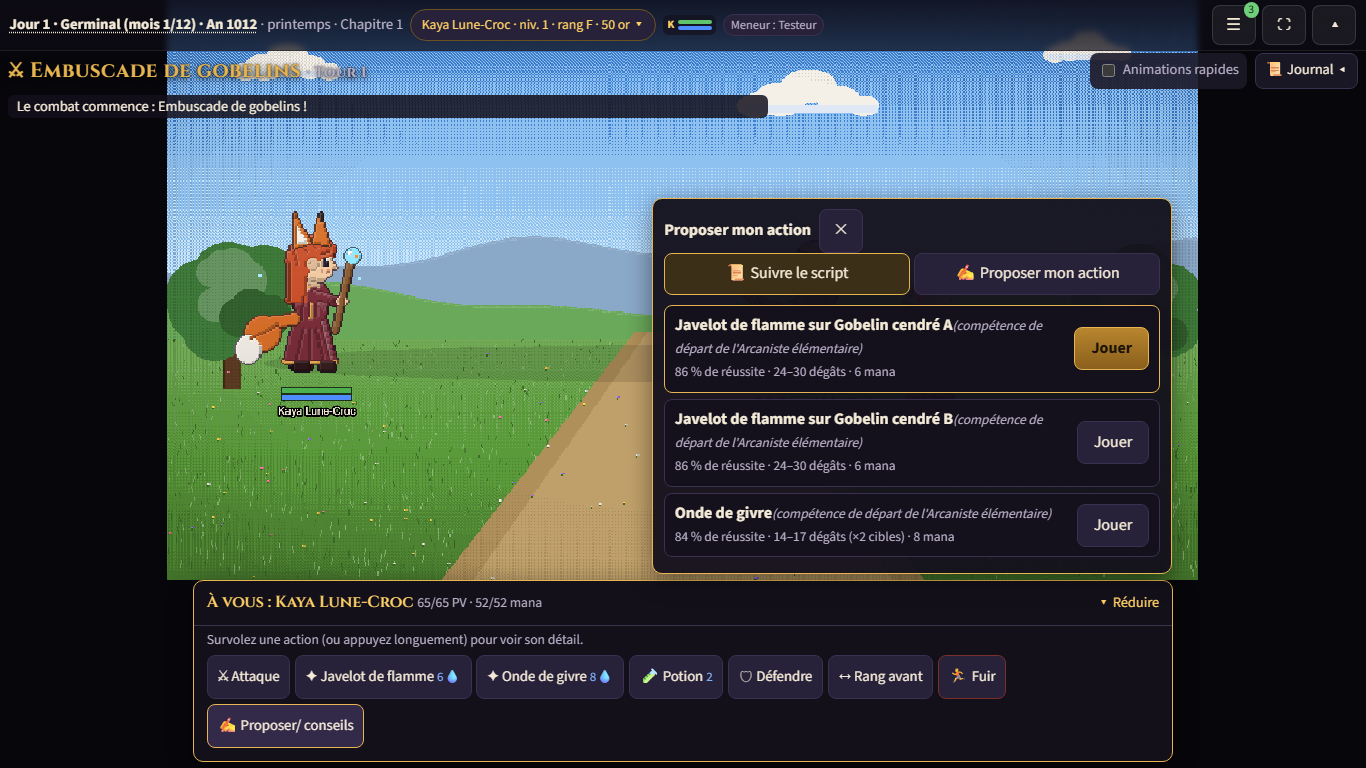 Jour 1 · Germinal (mois 1/12) · An 1012 · printemps · Chapitre 1
Kaya Lune-Croc · niv. 1 · rang F · 50 or ▾
K
Meneur : Testeur
3
⚔ Embuscade de gobelins · Tour 1
Animations rapides
📜 Journal ◂
Le combat commence : Embuscade de gobelins !
Kaya Lune-Croc
Proposer mon action ✕
📜 Suivre le script
✍ Proposer mon action
Javelot de flamme sur Gobelin cendré A(compétence de
départ de l'Arcaniste élémentaire)
86 % de réussite · 24–30 dégâts · 6 mana
Jouer
Javelot de flamme sur Gobelin cendré B(compétence de
départ de l'Arcaniste élémentaire)
86 % de réussite · 24–30 dégâts · 6 mana
Jouer
Onde de givre(compétence de départ de l'Arcaniste élémentaire)
84 % de réussite · 14–17 dégâts (×2 cibles) · 8 mana
Jouer
À vous : Kaya Lune-Croc 65/65 PV · 52/52 mana
▾ Réduire
Survolez une action (ou appuyez longuement) pour voir son détail.
⚔ Attaque
✦ Javelot de flamme 6 💧
✦ Onde de givre 8 💧
🧪 Potion 2
🛡 Défendre
↔ Rang avant
🏃 Fuir
✍ Proposer/ conseils